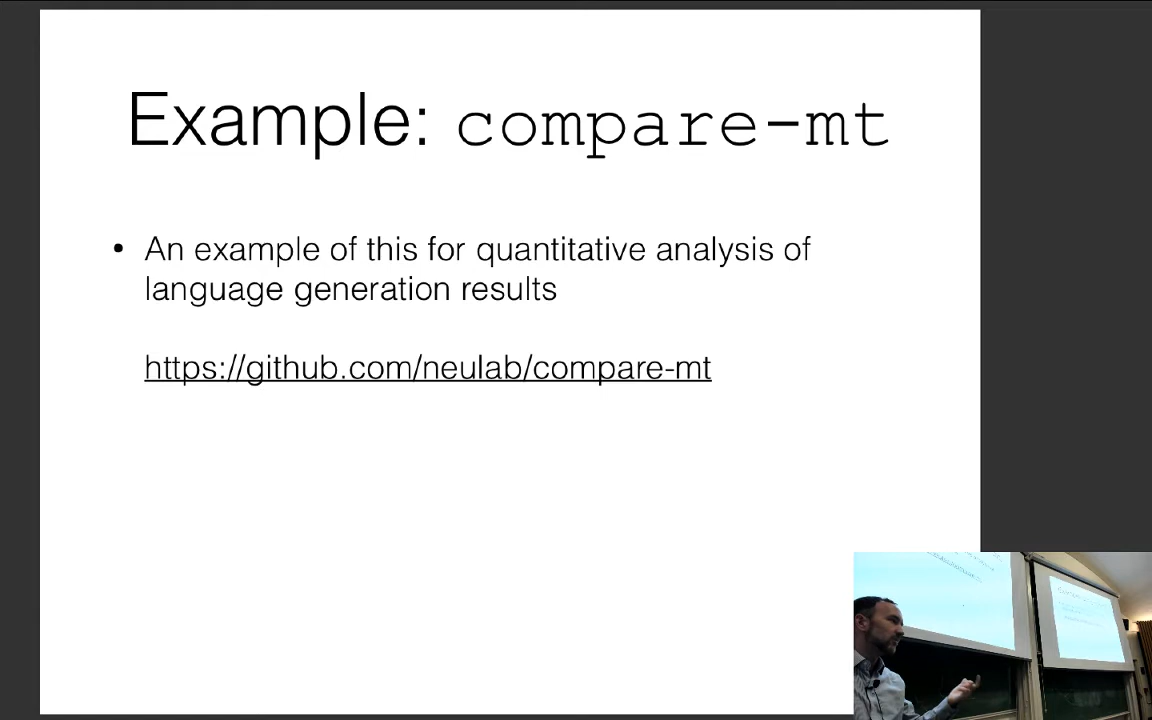 Example: compare-mt
• An example of this for quantitative analysis of
language generation results
https://github.com/neulab/compare-mt